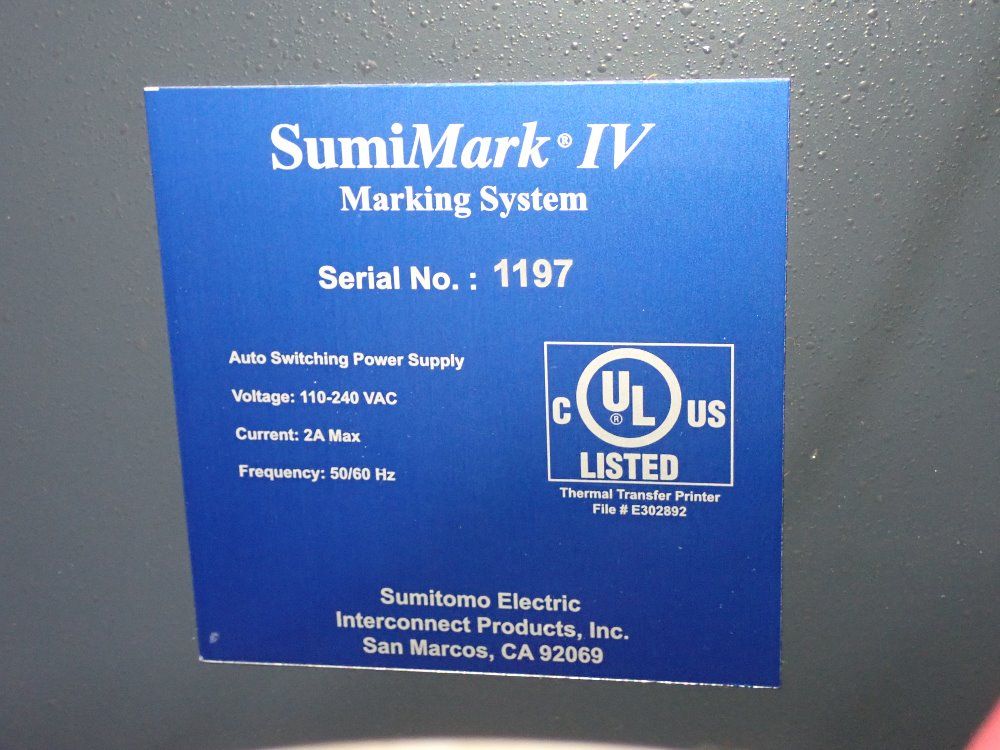 SumiMark® IV
Marking System
Serial No. : 1197
Auto Switching Power Supply
Voltage: 110-240 VAC
Current: 2A Max
Frequency: 50/60 Hz
C UL® US
LISTED
Thermal Transfer Printer
File # E302892
Sumitomo Electric
Interconnect Products, Inc.
San Marcos, CA 92069